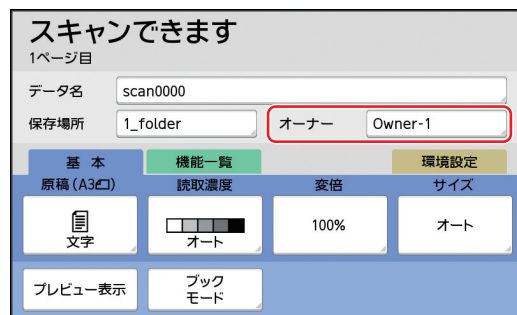 スキャンできます
1ページ目
データ名 scan0000
保存場所 1_folder オーナー Owner-1
基本 機能一覧 環境設定
原稿(A3) 読取濃度 変倍 サイズ
文字 オート 100% オート
プレビュー表示 ブック
モード